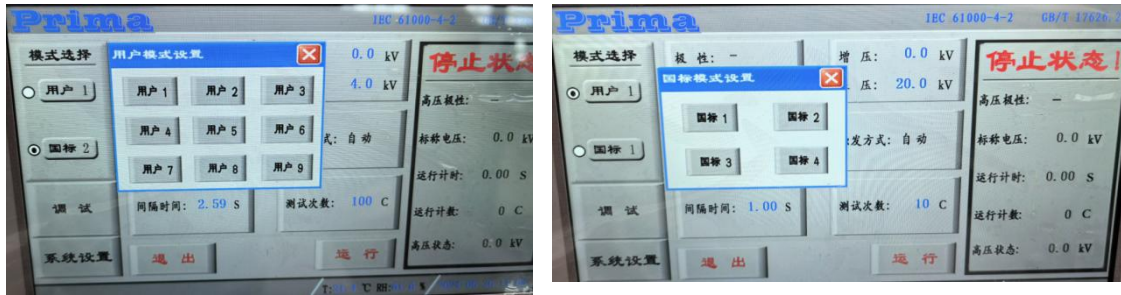 Prima
IEC 61000-4-2
模式选择
用户 1
国标 2
调 试
系统设置
用户模式设置
用户 1
用户 2
用户 3
用户 4
用户 5
用户 6
用户 7
用户 8
用户 9
0.0 kV
4.0 kV
式: 自动
间隔时间: 2.59 S
测试次数: 100 C
退 出
运 行
停止状态
高压极性: —
标称电压: 0.0 kV
运行计时: 0.00 S
运行计数: 0 C
高压状态: 0.0 kV
Prima
IEC 61000-4-2 GB/T 17626.2
模式选择
用户 1
国标 1
调 试
系统设置
极 性: -
增 压: 0.0 kV
压: 20.0 kV
国标模式设置
国标 1
国标 2
国标 3
国标 4
发方式: 自动
间隔时间: 1.00 S
测试次数: 10 C
退 出
运 行
停止状态!
高压极性: —
标称电压: 0.0 kV
运行计时: 0.00 S
运行计数: 0 C
高压状态: 0.0 kV